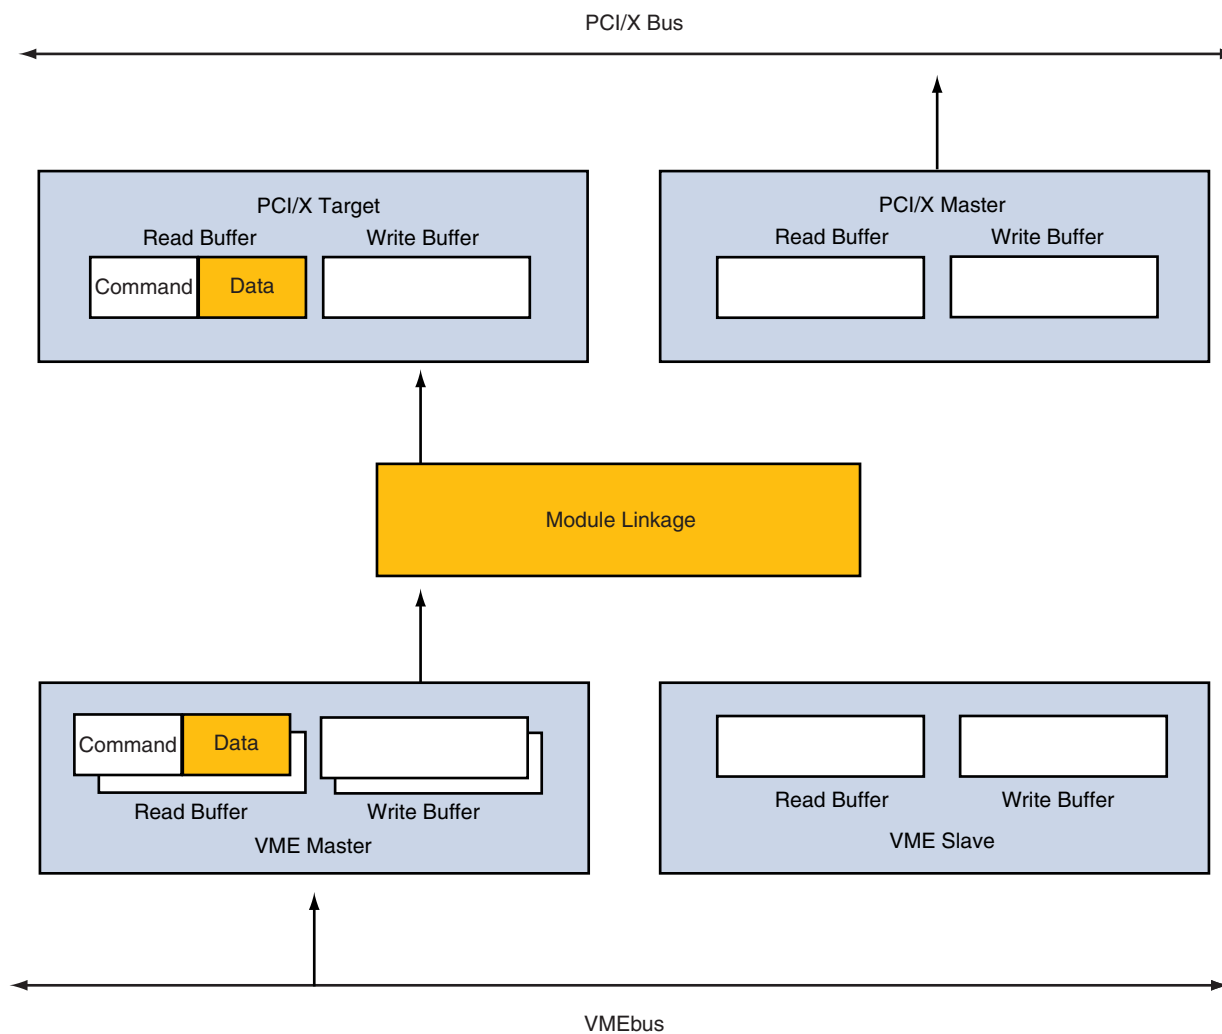 PCI/X Bus
PCI/X Target
Read Buffer
Write Buffer
Command
Data
PCI/X Master
Read Buffer
Write Buffer
Module Linkage
Command
Data
Read Buffer
Write Buffer
VME Master
Read Buffer
Write Buffer
VME Slave
VMEbus